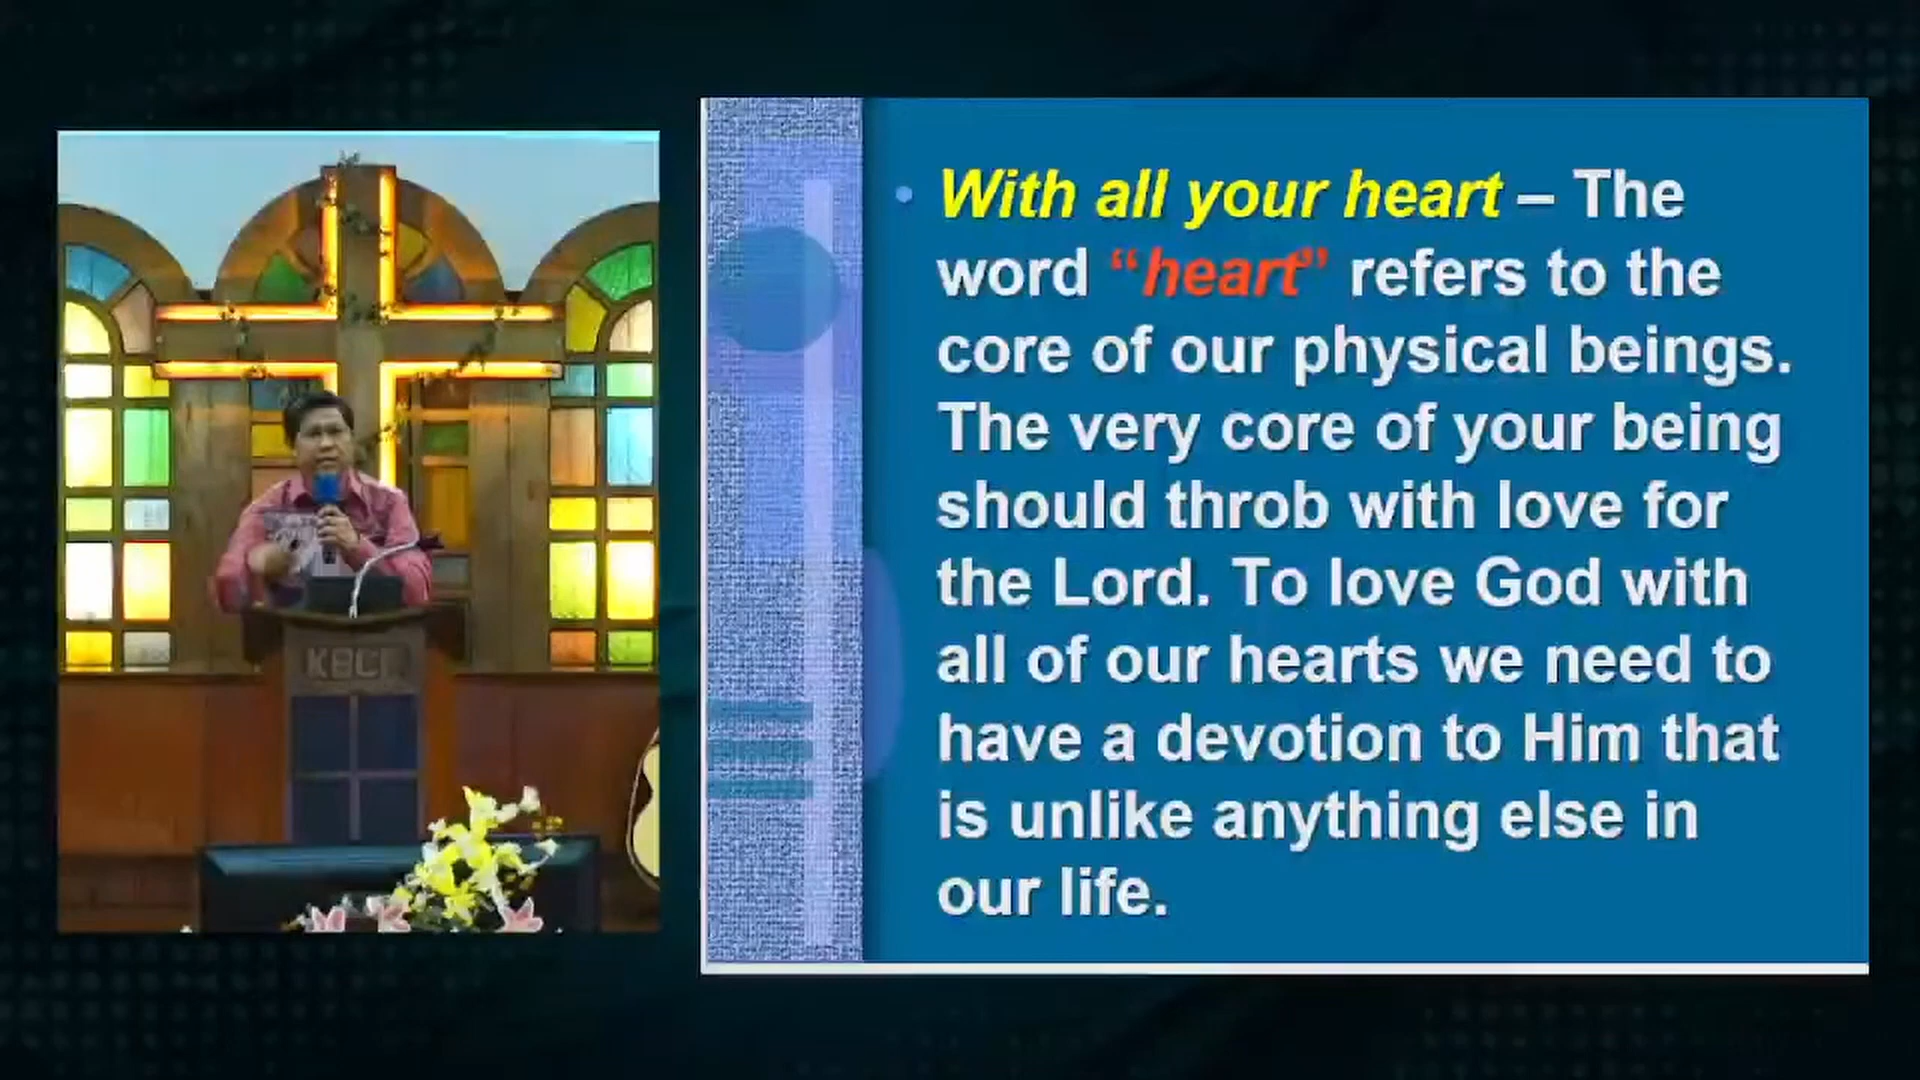 With all your heart – The
word “heart” refers to the
core of our physical beings.
The very core of your being
should throb with love for
the Lord. To love God with
all of our hearts we need to
have a devotion to Him that
is unlike anything else in
our life.